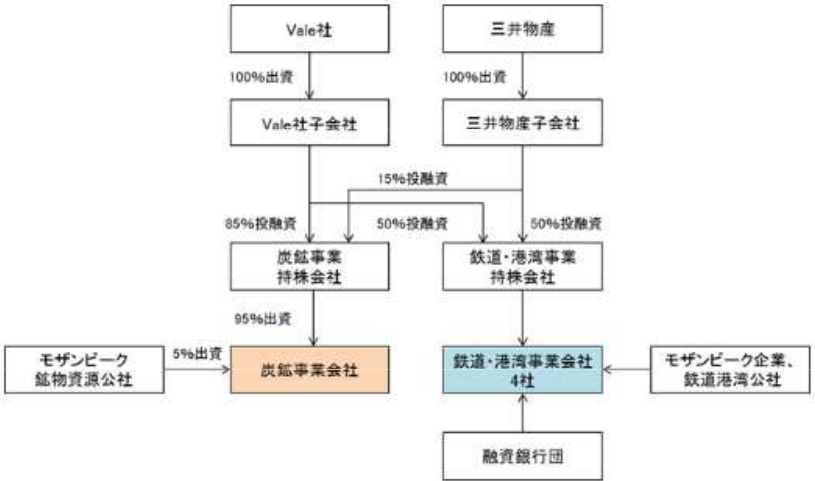 Vale社
三井物産
100%出資
100%出資
Vale社子会社
三井物産子会社
15%投融資
85%投融資
50%投融資
50%投融資
炭鉱事業
持株会社
鉄道・港湾事業
持株会社
95%出資
モザンビーク
鉱物資源公社
5%出資
炭鉱事業会社
鉄道・港湾事業会社
4社
モザンビーク企業、
鉄道港湾公社
融資銀行団